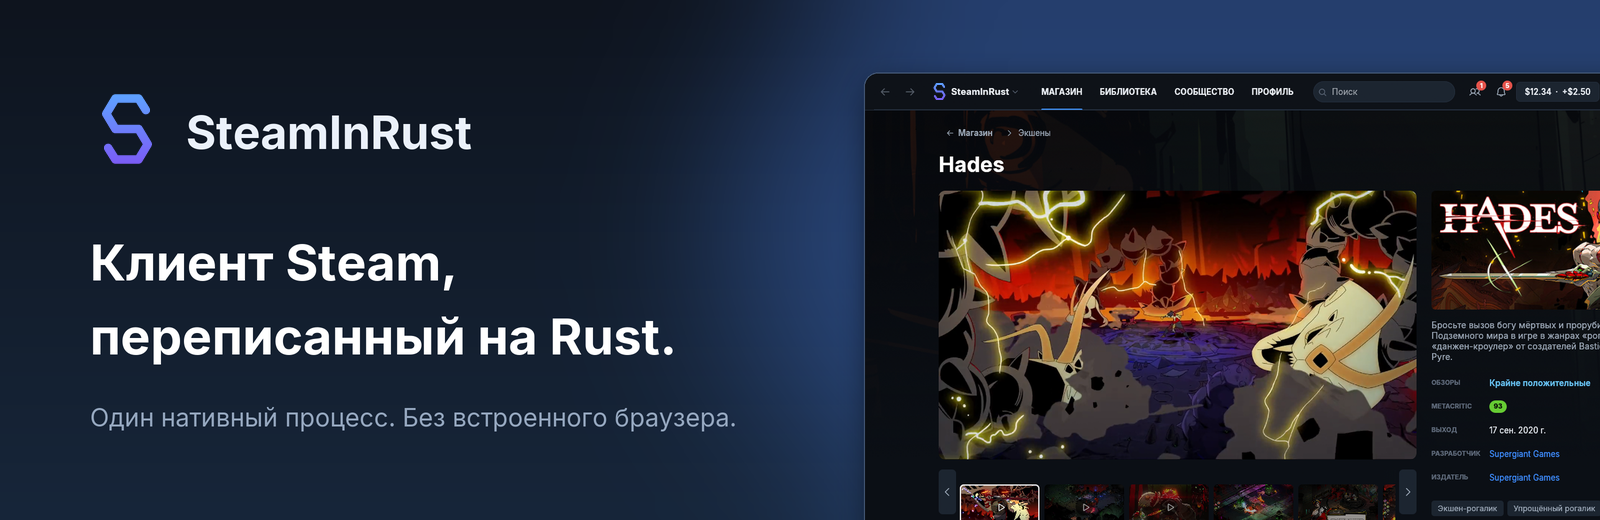 SteamInRust
Клиент Steam,
переписанный на Rust.
Один нативный процесс. Без встроенного браузера.
SteamInRust
МАГАЗИН
БИБЛИОТЕКА
СООБЩЕСТВО
ПРОФИЛЬ
Поиск
1
5
$12.34 · +$2.50
Магазин
Экшены
Hades
HADES
Бросьте вызов богу мёртвых и
Подземного мира в игре в жанрах
«данжен-кроулер» от создателей
Pyre.
ОБЗОРЫ
Крайне положительные
METACRITIC
93
ВЫХОД
17 сен. 2020 г.
РАЗРАБОТЧИК
Supergiant Games
ИЗДАТЕЛЬ
Supergiant Games
Экшен-рогалик
Упрощённый рогалик